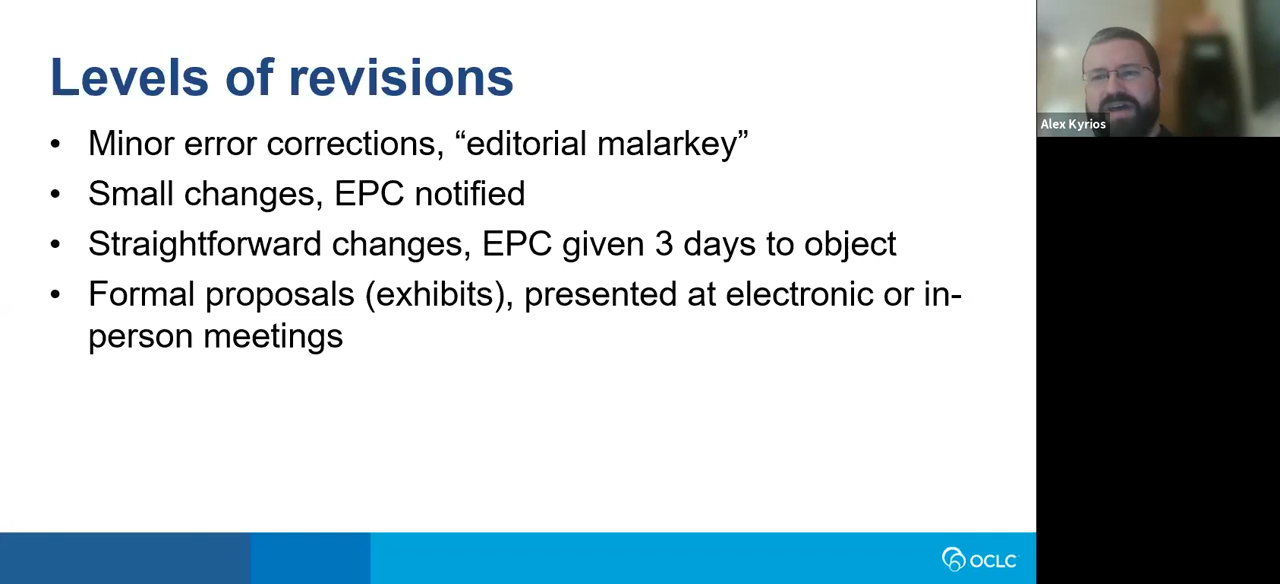 Levels of revisions
• Minor error corrections, “editorial malarkey”
• Small changes, EPC notified
• Straightforward changes, EPC given 3 days to object
• Formal proposals (exhibits), presented at electronic or in-
person meetings
Alex Kyrios
OCLC